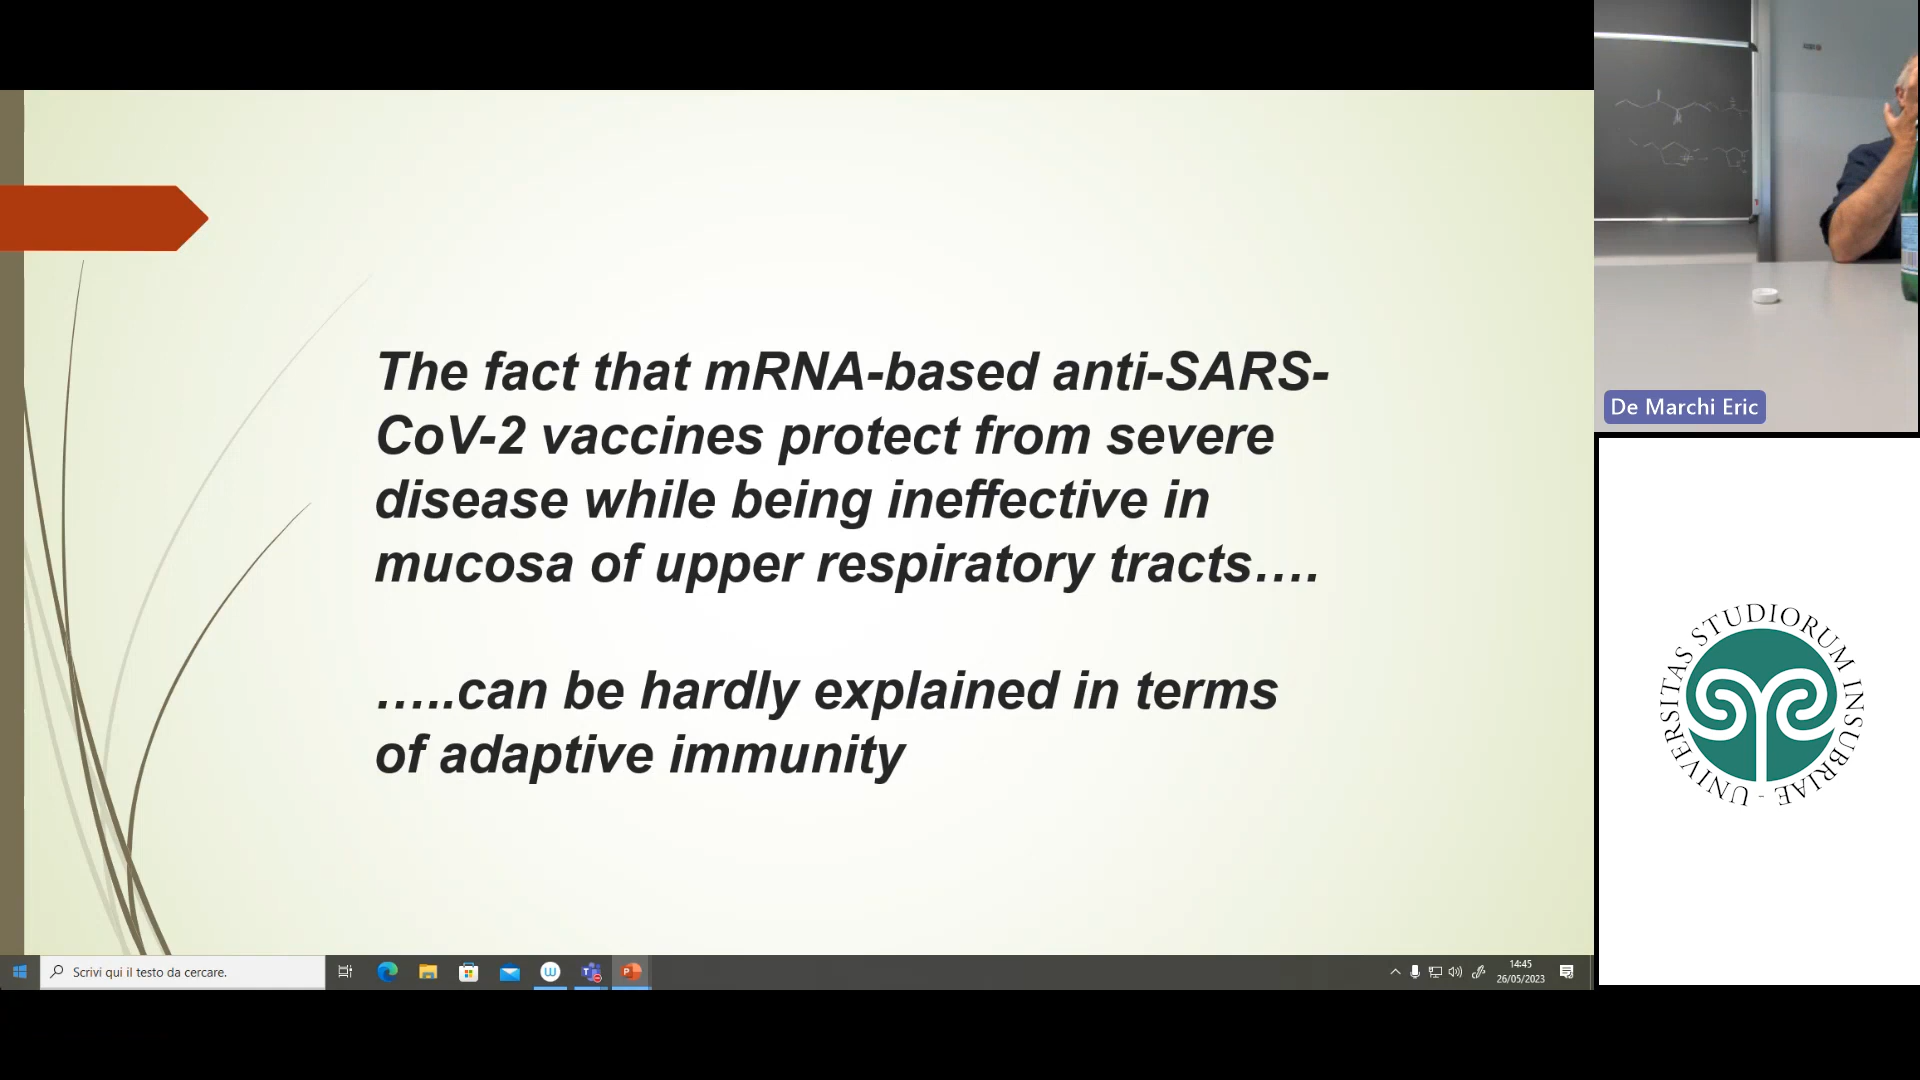 The fact that mRNA-based anti-SARS-
CoV-2 vaccines protect from severe
disease while being ineffective in
mucosa of upper respiratory tracts….
…..can be hardly explained in terms
of adaptive immunity
De Marchi Eric
UNIVERSITAS STUDIORUM INSUBRIAE -
Scrivi qui il testo da cercare.
14:45
26/05/2023